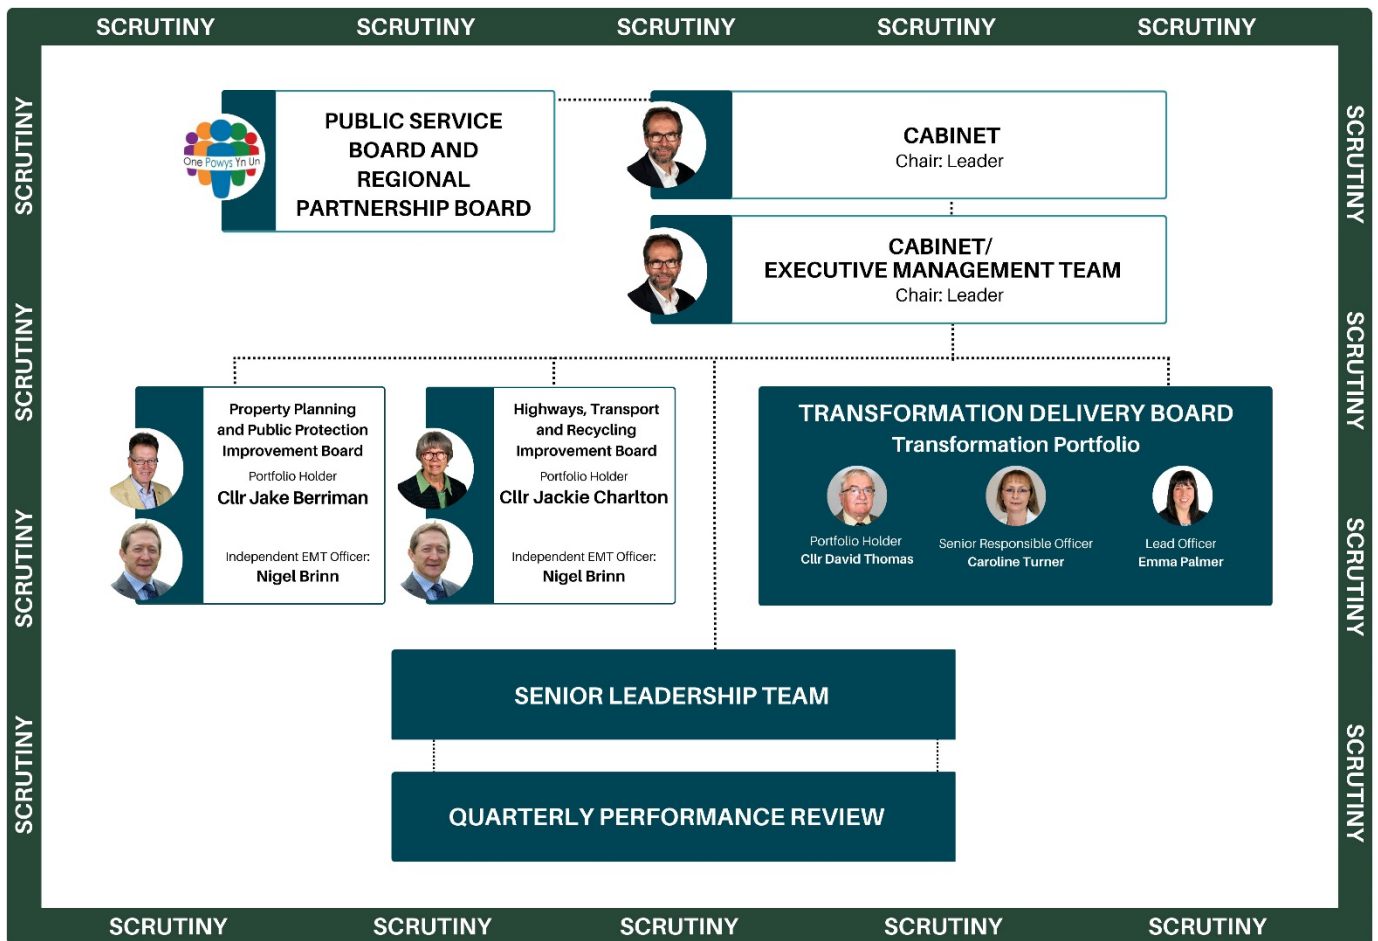 SCRUTINY SCRUTINY SCRUTINY SCRUTINY SCRUTINY
SCRUTINY
SCRUTINY
SCRUTINY
SCRUTINY
One Powys Yn Un
PUBLIC SERVICE
BOARD AND
REGIONAL
PARTNERSHIP BOARD
CABINET
Chair: Leader
CABINET/
EXECUTIVE MANAGEMENT TEAM
Chair: Leader
Property Planning
and Public Protection
Improvement Board
Portfolio Holder
Cllr Jake Berriman
Independent EMT Officer:
Nigel Brinn
Highways, Transport
and Recycling
Improvement Board
Portfolio Holder
Cllr Jackie Charlton
Independent EMT Officer:
Nigel Brinn
TRANSFORMATION DELIVERY BOARD
Transformation Portfolio
Portfolio Holder
Cllr David Thomas
Senior Responsible Officer
Caroline Turner
Lead Officer
Emma Palmer
SENIOR LEADERSHIP TEAM
QUARTERLY PERFORMANCE REVIEW
SCRUTINY
SCRUTINY
SCRUTINY
SCRUTINY
SCRUTINY SCRUTINY SCRUTINY SCRUTINY SCRUTINY